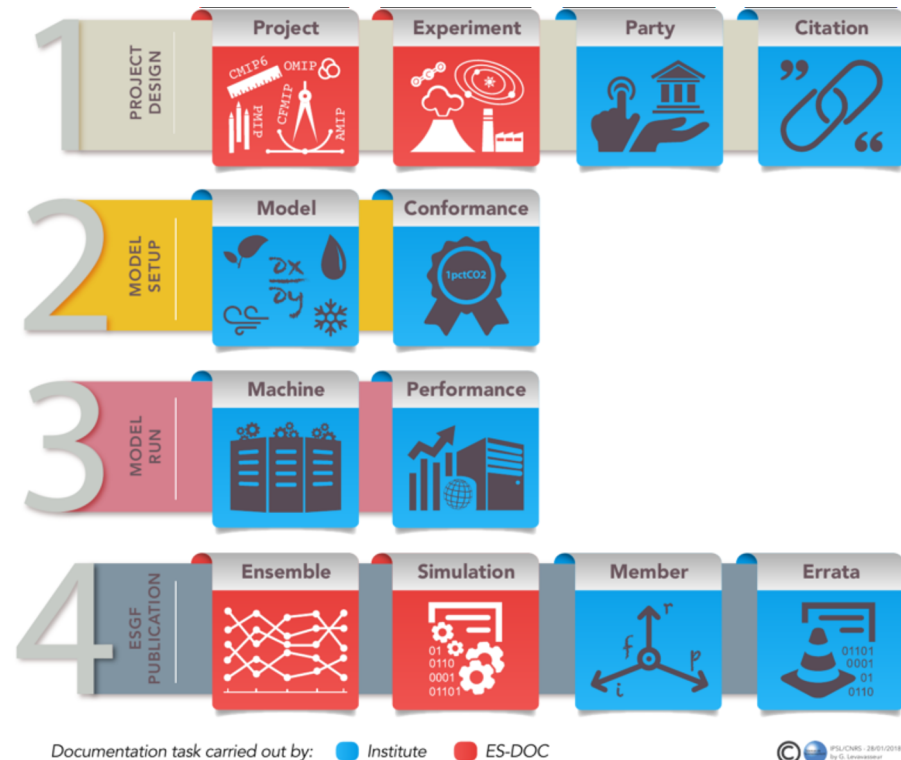 1
PROJECT
DESIGN
Project
CMIP6
OMIP
PMIP
CFMIP
AMIP
Experiment
Party
Citation
2
MODEL
SETUP
Model
∂x
∂y
Conformance
1pctCO2
3
MODEL
RUN
Machine
Performance
4
ESGF
PUBLICATION
Ensemble
Simulation
01
0110
0001
01101
Member
r
f
p
i
Errata
01101
0001
01
0110
Documentation task carried out by: Institute ES-DOC
© IPSL/CNRS - 28/01/2018
by G. Levavasseur